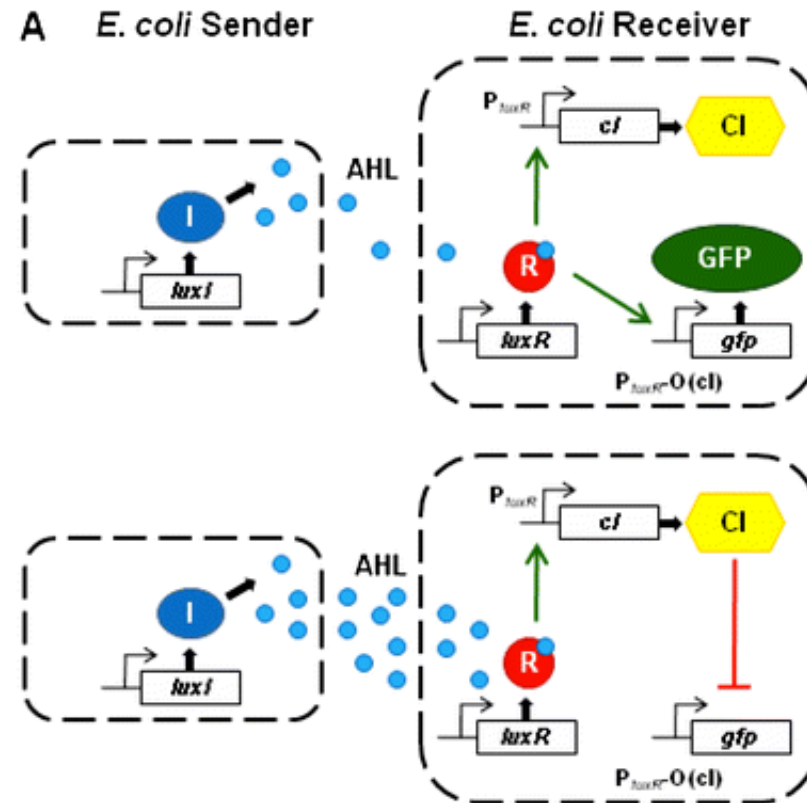 A E. coli Sender E. coli Receiver
PluxR
cI
CI
AHL
I
R
GFP
luxI
luxR
gfp
PluxR-O(cI)
PluxR
cI
CI
AHL
I
R
luxI
luxR
gfp
PluxR-O(cI)